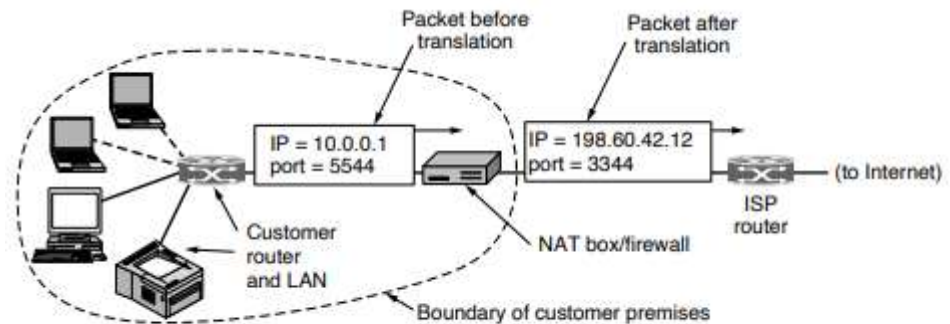 Packet before
translation
Packet after
translation
IP = 10.0.0.1
port = 5544
IP = 198.60.42.12
port = 3344
(to Internet)
ISP
router
Customer
router
and LAN
NAT box/firewall
Boundary of customer premises